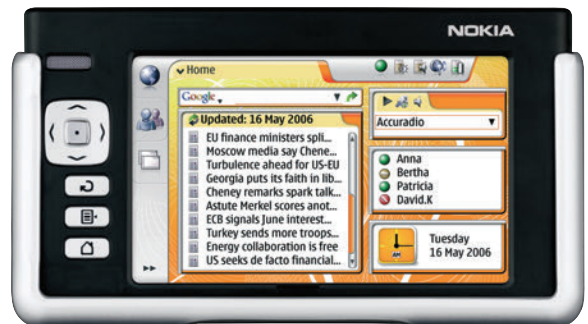 NOKIA
Home
Google
Updated: 16 May 2006
EU finance ministers spli...
Moscow media say Chene...
Turbulence ahead for US-EU
Georgia puts its faith in lib...
Cheney remarks spark talk...
Astute Merkel scores anot...
ECB signals June interest...
Turkey sends more troops...
Energy collaboration is free
US seeks de facto financial...
Accuradio
Anna
Bertha
Patricia
David.K
AM
Tuesday
16 May 2006